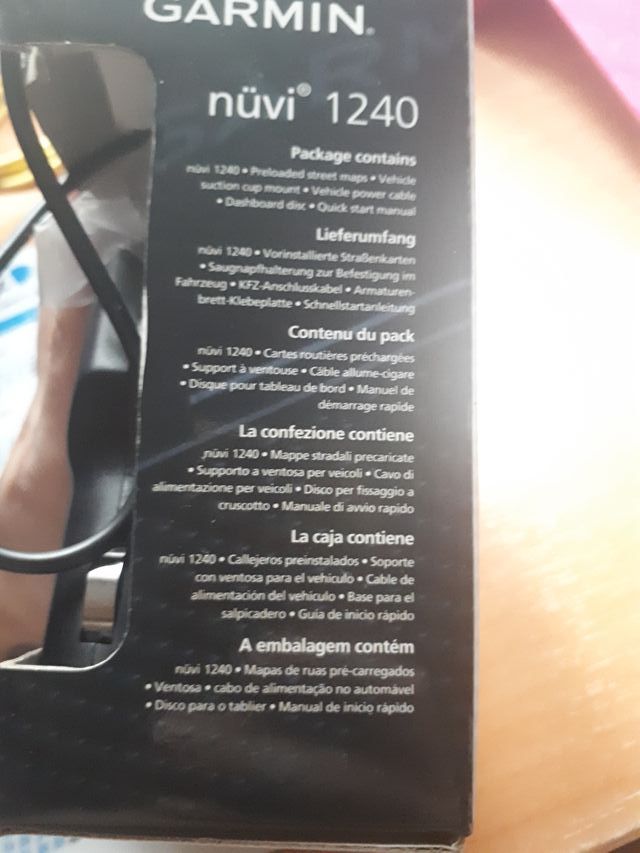 GARMIN.
nüvi® 1240
Package contains
nüvi 1240 • Preloaded street maps • Vehicle
suction cup mount • Vehicle power cable
• Dashboard disc • Quick start manual
Lieferumfang
nüvi 1240 • Vorinstallierte Straßenkarten
• Saugnapfhalterung zur Befestigung im
Fahrzeug • KFZ-Anschlusskabel • Armaturen-
brett-Klebeplatte • Schnellstartanleitung
Contenu du pack
nüvi 1240 • Cartes routières préchargées
• Support à ventouse • Câble allume-cigare
• Disque pour tableau de bord • Manuel de
démarrage rapide
La confezione contiene
nüvi 1240 • Mappe stradali precaricate
• Supporto a ventosa per veicoli • Cavo di
alimentazione per veicoli • Disco per fissaggio a
cruscotto • Manuale di avvio rapido
La caja contiene
nüvi 1240 • Callejeros preinstalados • Soporte
con ventosa para el vehículo • Cable de
alimentación del vehículo • Base para el
salpicadero • Guía de inicio rápido
A embalagem contém
nüvi 1240 • Mapas de ruas pré-carregados
• Ventosa • cabo de alimentação no automável
• Disco para o tablier • Manual de início rápido